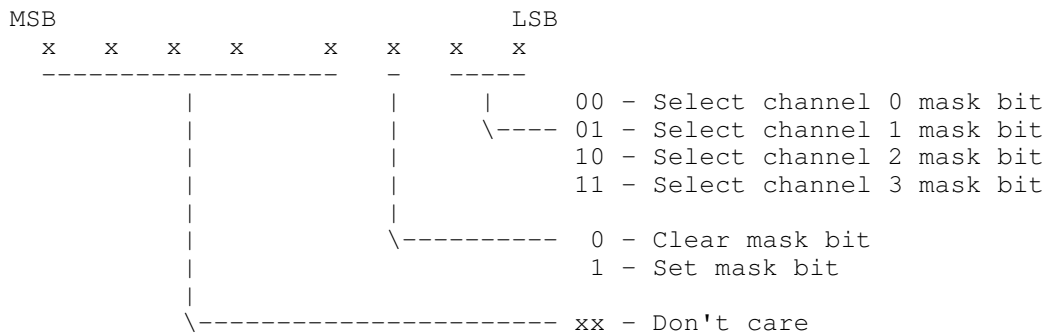 MSB LSB
x x x x x x x x
------------------- - -----
| | | 00 - Select channel 0 mask bit
| | \---- 01 - Select channel 1 mask bit
| | 10 - Select channel 2 mask bit
| | 11 - Select channel 3 mask bit
| |
| \---------- 0 - Clear mask bit
| 1 - Set mask bit
|
\----------------------- xx - Don't care